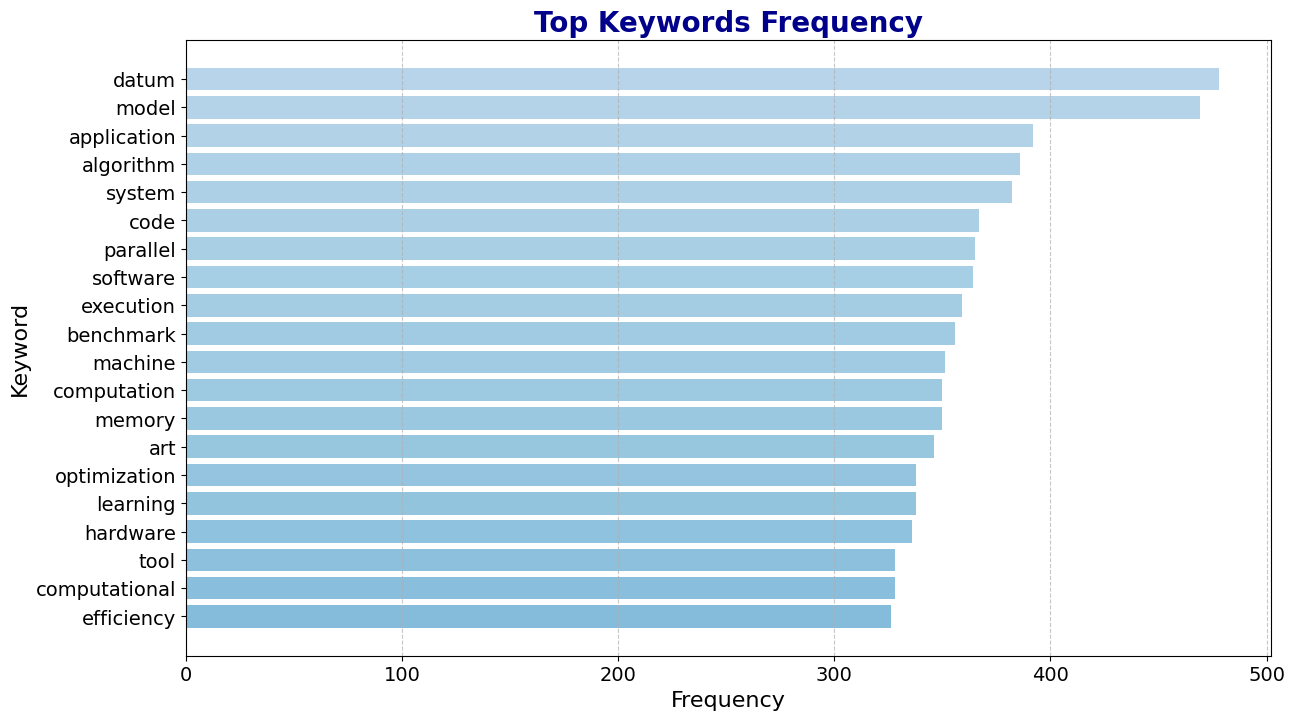 Top Keywords Frequency
Keyword
datum
model
application
algorithm
system
code
parallel
software
execution
benchmark
machine
computation
memory
art
optimization
learning
hardware
tool
computational
efficiency
0 100 200 300 400 500
Frequency